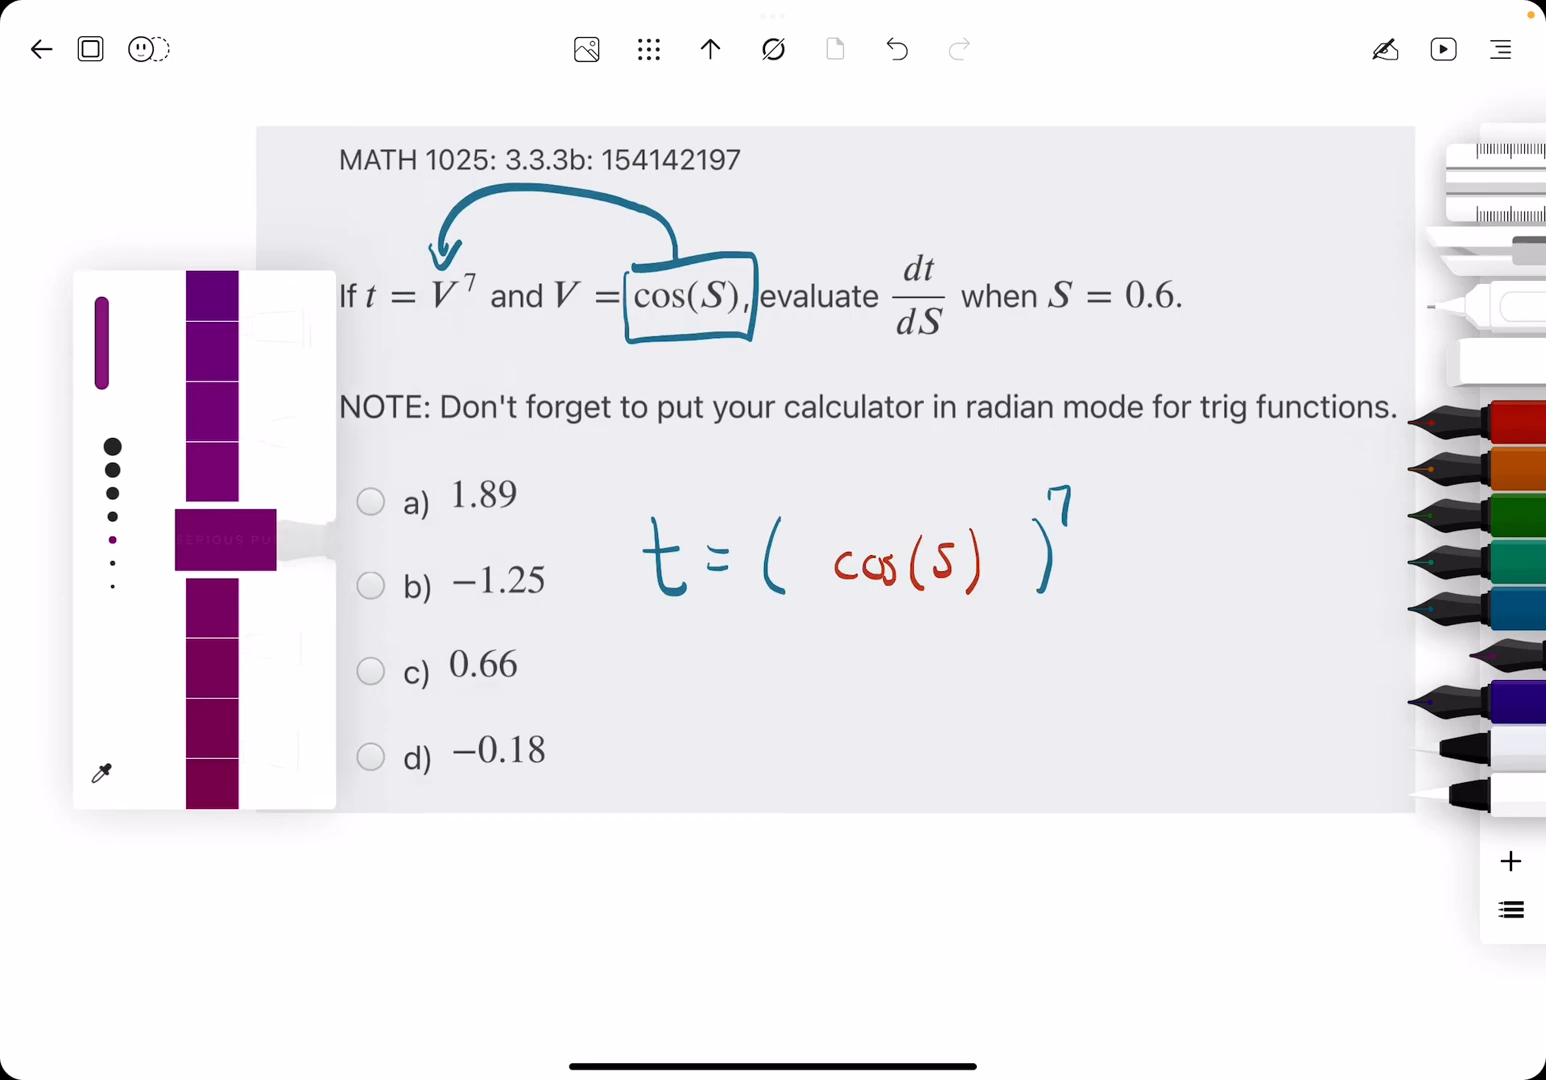 MATH 1025: 3.3.3b: 154142197
If t = V⁷ and V = cos(S), evaluate dt/dS when S = 0.6.
NOTE: Don't forget to put your calculator in radian mode for trig functions.
a) 1.89
b) −1.25
c) 0.66
d) −0.18
t = ( cos(s) )⁷